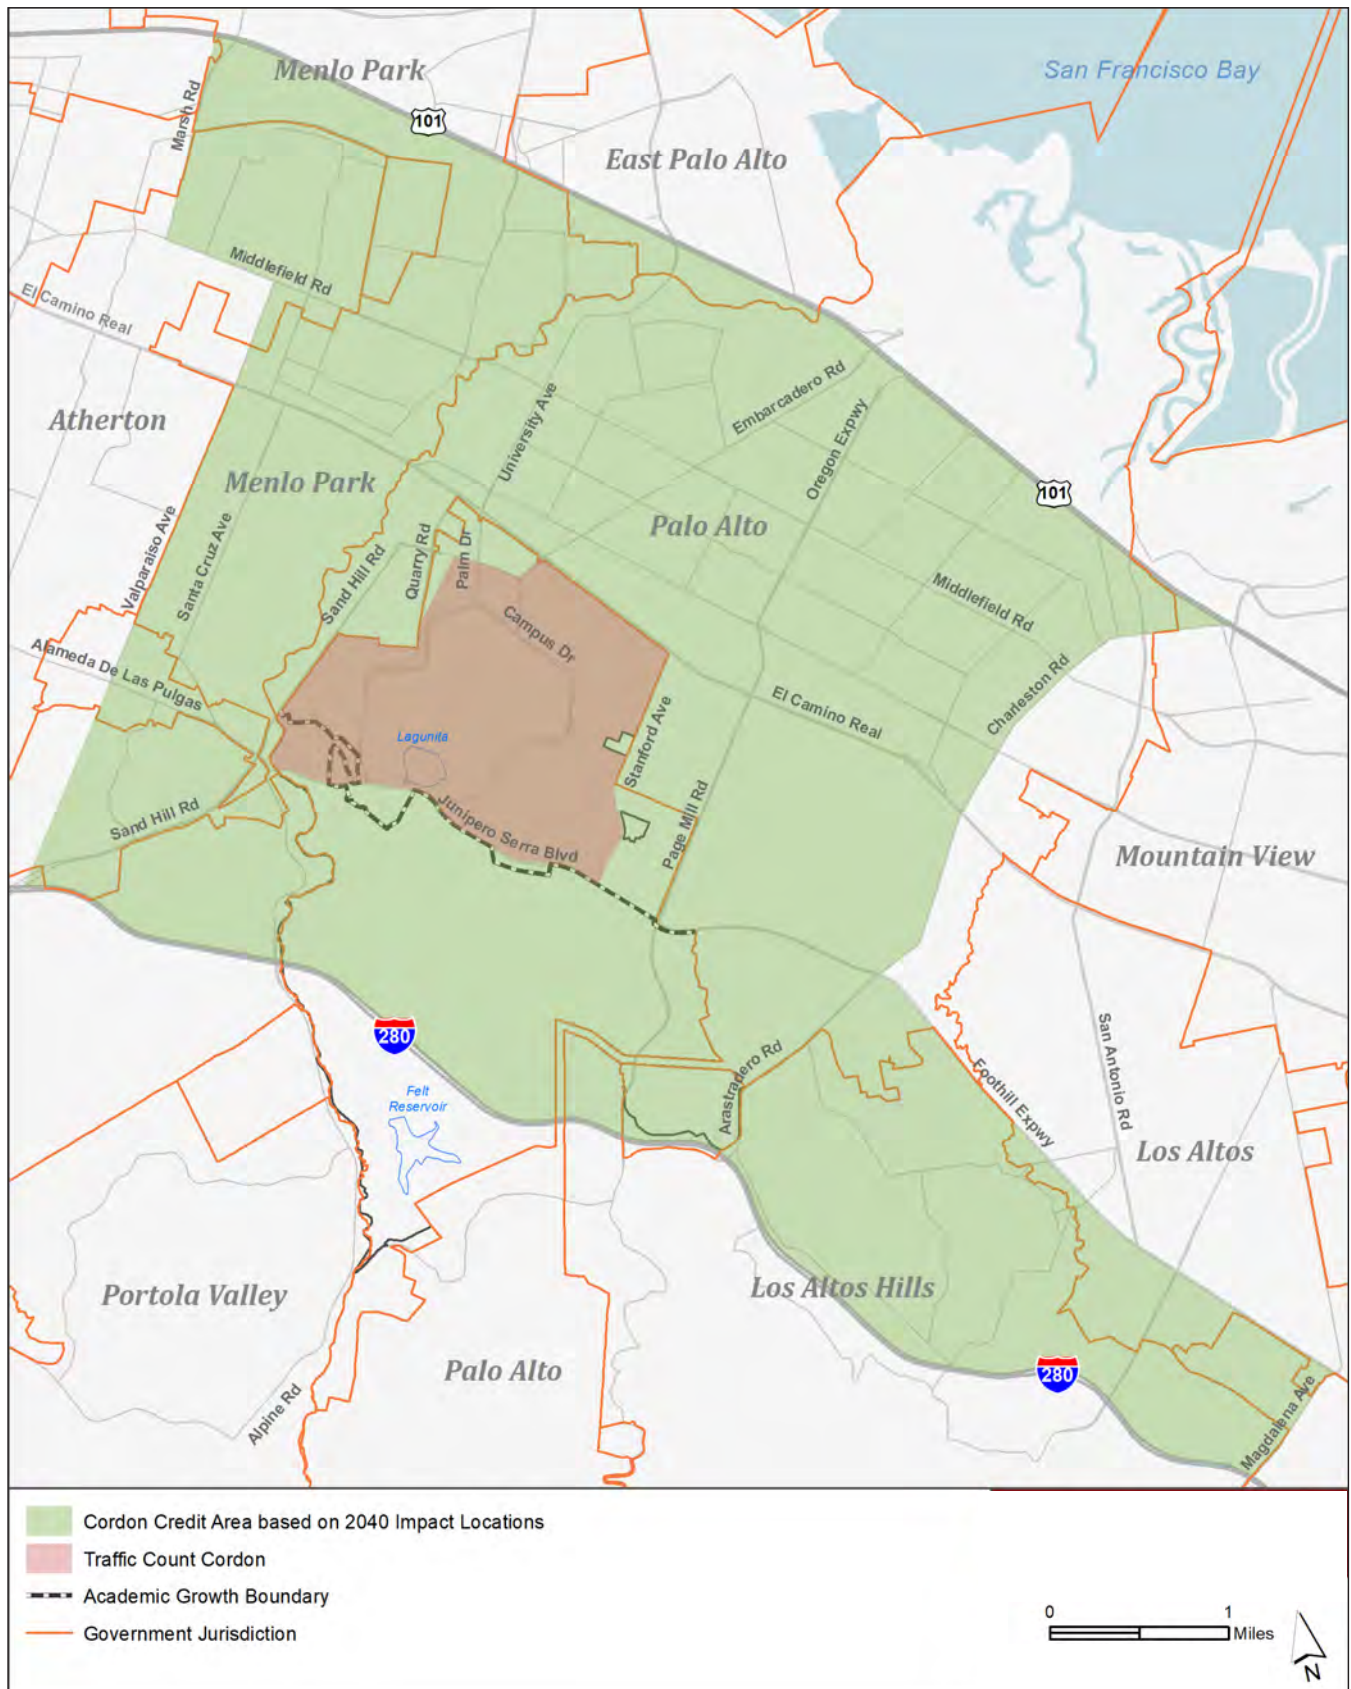 Menlo Park
San Francisco Bay
Marsh Rd
101
East Palo Alto
Middlefield Rd
El Camino Real
Atherton
Menlo Park
University Ave
Embarcadero Rd
Oregon Expwy
101
Palo Alto
Valparaiso Ave
Santa Cruz Ave
Sand Hill Rd
Quarry Rd
Palm Dr
Campus Dr
Middlefield Rd
Alameda De Las Pulgas
Charleston Rd
El Camino Real
Stanford Ave
Lagunita
Page Mill Rd
Sand Hill Rd
Junipero Serra Blvd
Mountain View
280
Arastradero Rd
San Antonio Rd
Foothill Expwy
Felt
Reservoir
Los Altos
Portola Valley
Los Altos Hills
Palo Alto
280
Alpine Rd
Magdalena Ave
Cordon Credit Area based on 2040 Impact Locations
Traffic Count Cordon
Academic Growth Boundary
Government Jurisdiction
0 1
Miles
N